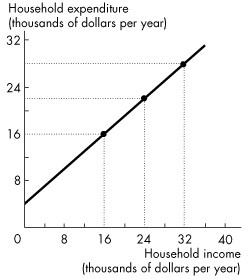 Household expenditure
(thousands of dollars per year)
32
24
16
8
0 8 16 24 32 40
Household income
(thousands of dollars per year)